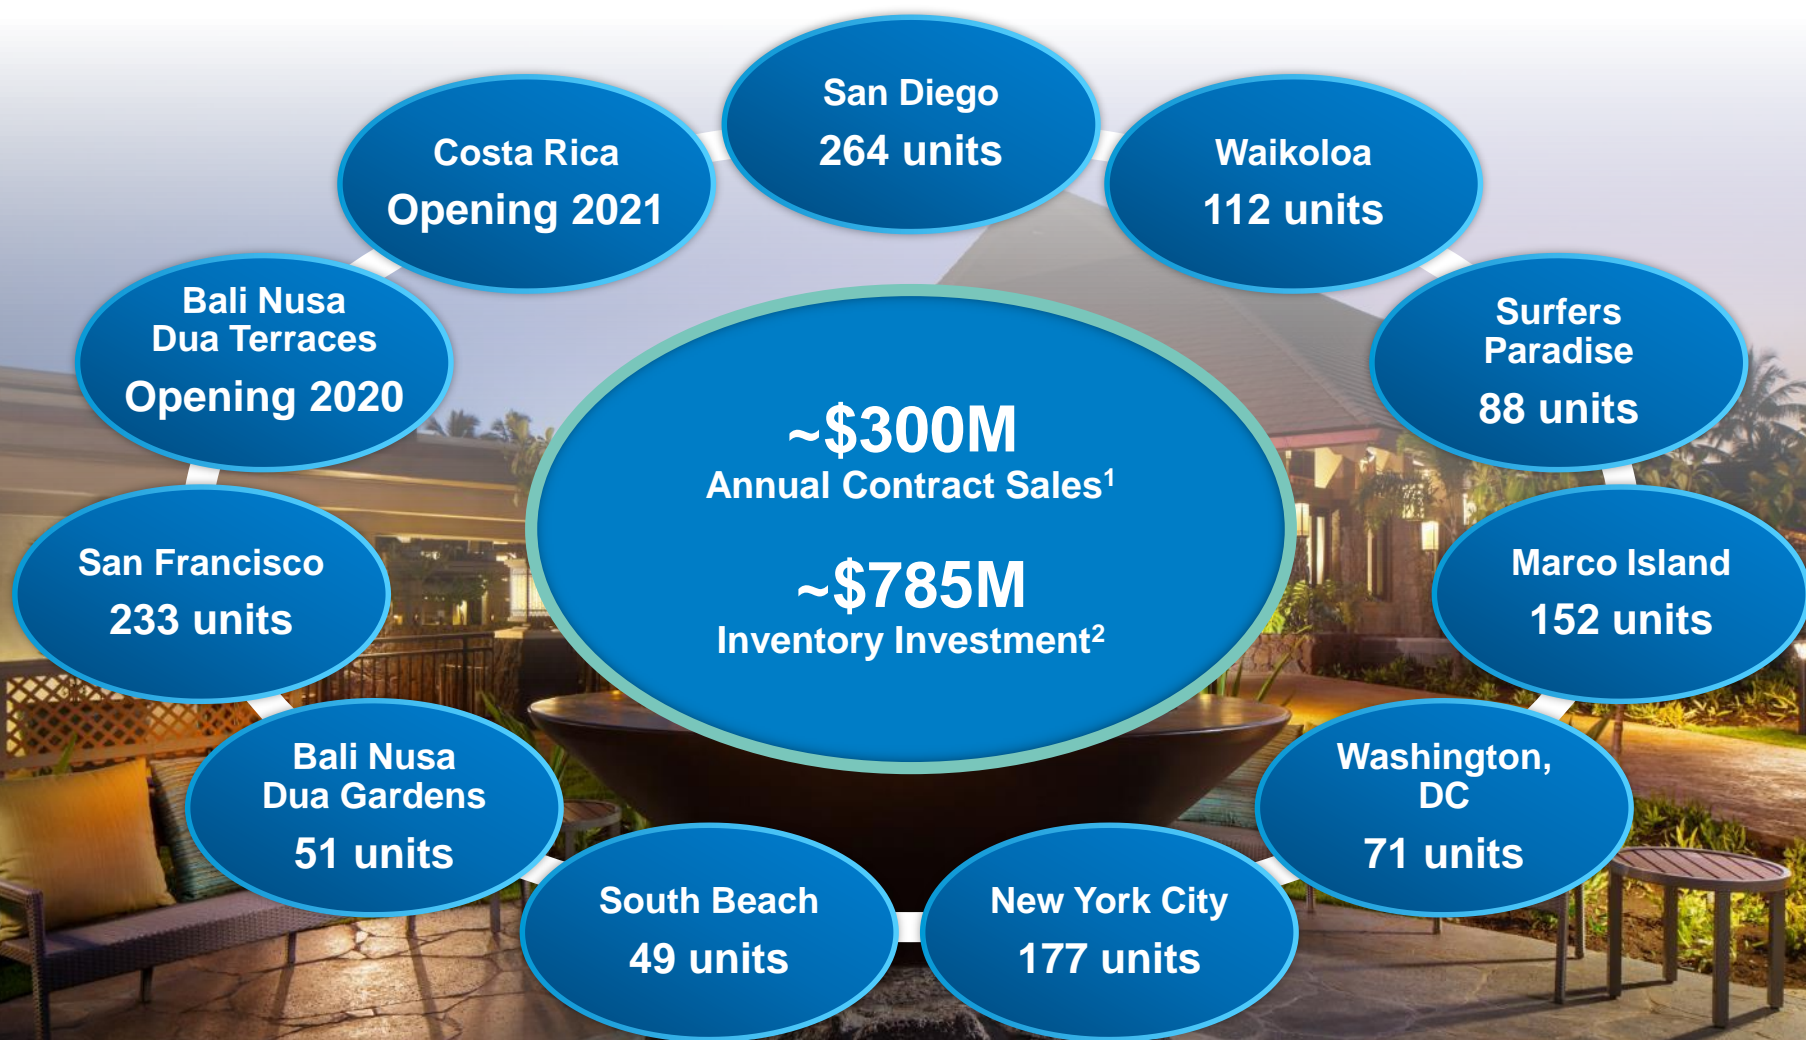 San Diego
264 units
Waikoloa
112 units
Surfers
Paradise
88 units
Marco Island
152 units
Washington,
DC
71 units
New York City
177 units
South Beach
49 units
Bali Nusa
Dua Gardens
51 units
San Francisco
233 units
Bali Nusa
Dua Terraces
Opening 2020
Costa Rica
Opening 2021
~$300M
Annual Contract Sales¹
~$785M
Inventory Investment²